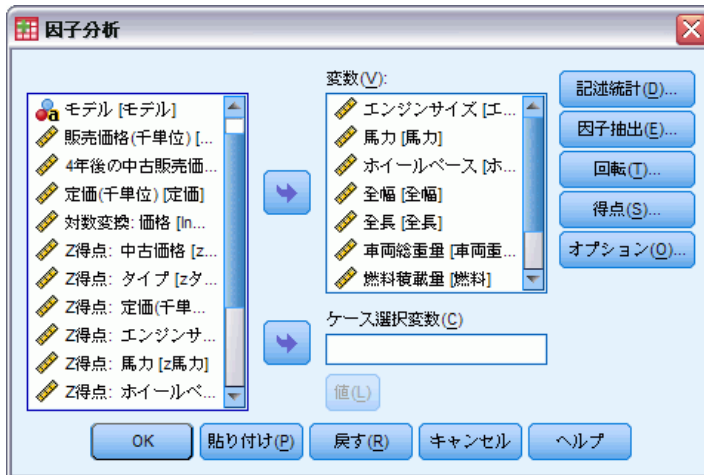 因子分析
a モデル [モデル]
販売価格(千単位) [...
4年後の中古販売価...
定価(千単位) [定価]
対数変換: 価格 [ln...
Z得点: 中古価格 [z...
Z得点: タイプ [zタ...
Z得点: 定価(千単...
Z得点: エンジンサ...
Z得点: 馬力 [z馬力]
Z得点: ホイールペ...
変数(V):
エンジンサイズ [エ...
馬力 [馬力]
ホイールペース [ホ...
全幅 [全幅]
全長 [全長]
車両総重量 [車両重...
燃料積載量 [燃料]
ケース選択変数(C)
値(L)
記述統計(D)...
因子抽出(E)...
回転(T)...
得点(S)...
オプション(O)...
OK
貼り付け(P)
戻す(R)
キャンセル
ヘルプ